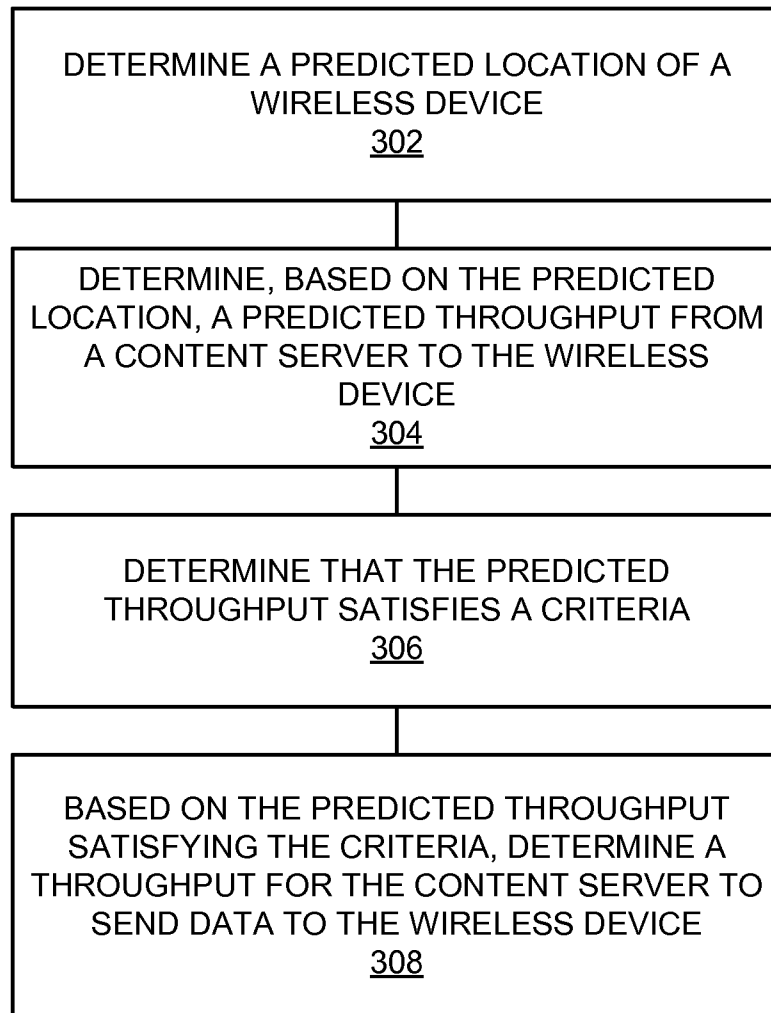 DETERMINE A PREDICTED LOCATION OF A
WIRELESS DEVICE
302
DETERMINE, BASED ON THE PREDICTED
LOCATION, A PREDICTED THROUGHPUT FROM
A CONTENT SERVER TO THE WIRELESS
DEVICE
304
DETERMINE THAT THE PREDICTED
THROUGHPUT SATISFIES A CRITERIA
306
BASED ON THE PREDICTED THROUGHPUT
SATISFYING THE CRITERIA, DETERMINE A
THROUGHPUT FOR THE CONTENT SERVER TO
SEND DATA TO THE WIRELESS DEVICE
308